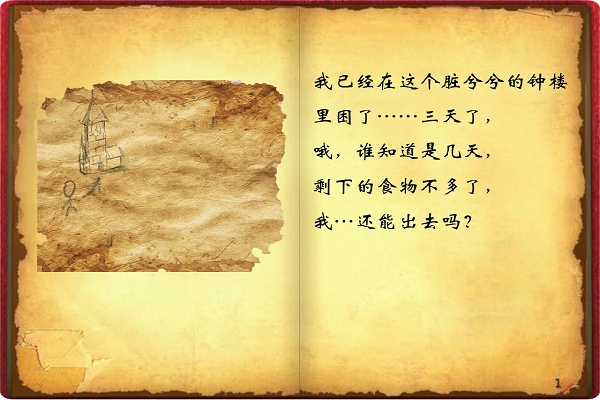 我已经在这个脏兮兮的钟楼
里困了……三天了，
哦，谁知道是几天，
剩下的食物不多了，
我…还能出去吗？
1